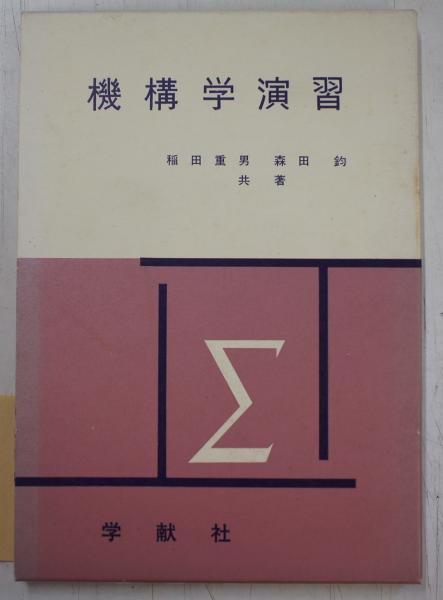 機構学演習
稲田重男 森田鈞
共著
Σ
学献社